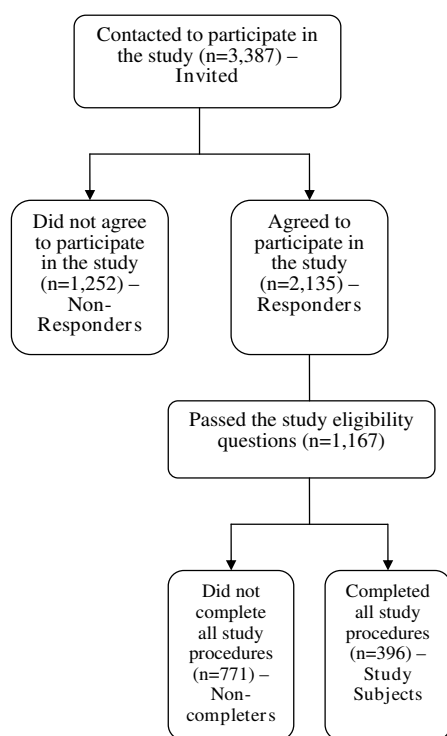 Contacted to participate in
the study (n=3,387) –
Invited
Did not agree
to participate
in the study
(n=1,252) –
Non-
Responders
Agreed to
participate in
the study
(n=2,135) –
Responders
Passed the study eligibility
questions (n=1,167)
Did not
complete
all study
procedures
(n=771) –
Non-
completers
Completed
all study
procedures
(n=396) –
Study
Subjects